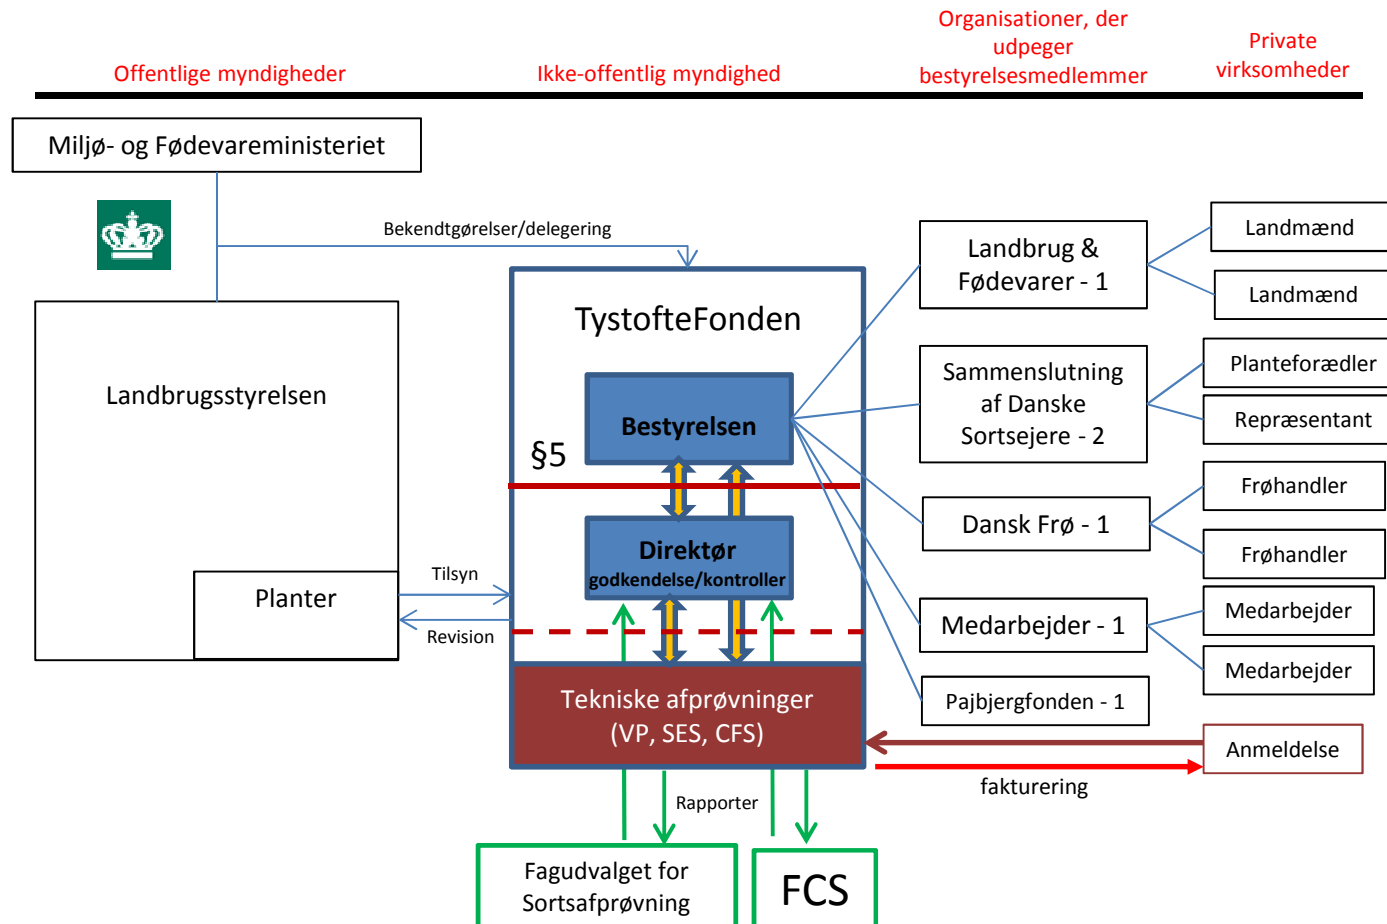 Offentlige myndigheder
Ikke-offentlig myndighed
Organisationer, der
udpeger
bestyrelsesmedlemmer
Private
virksomheder
Miljø- og Fødevareministeriet
Bekendtgørelser/delegering
Landbrugsstyrelsen
Planter
Tilsyn
Revision
TystofteFonden
Bestyrelsen
§5
Direktør
godkendelse/kontroller
Tekniske afprøvninger
(VP, SES, CFS)
Rapporter
Fagudvalget for
Sortsafprøvning
FCS
Landbrug &
Fødevarer - 1
Sammenslutning
af Danske
Sortsejere - 2
Dansk Frø - 1
Medarbejder - 1
Pajbjergfonden - 1
Landmænd
Landmænd
Planteforædler
Repræsentant
Frøhandler
Frøhandler
Medarbejder
Medarbejder
Anmeldelse
fakturering